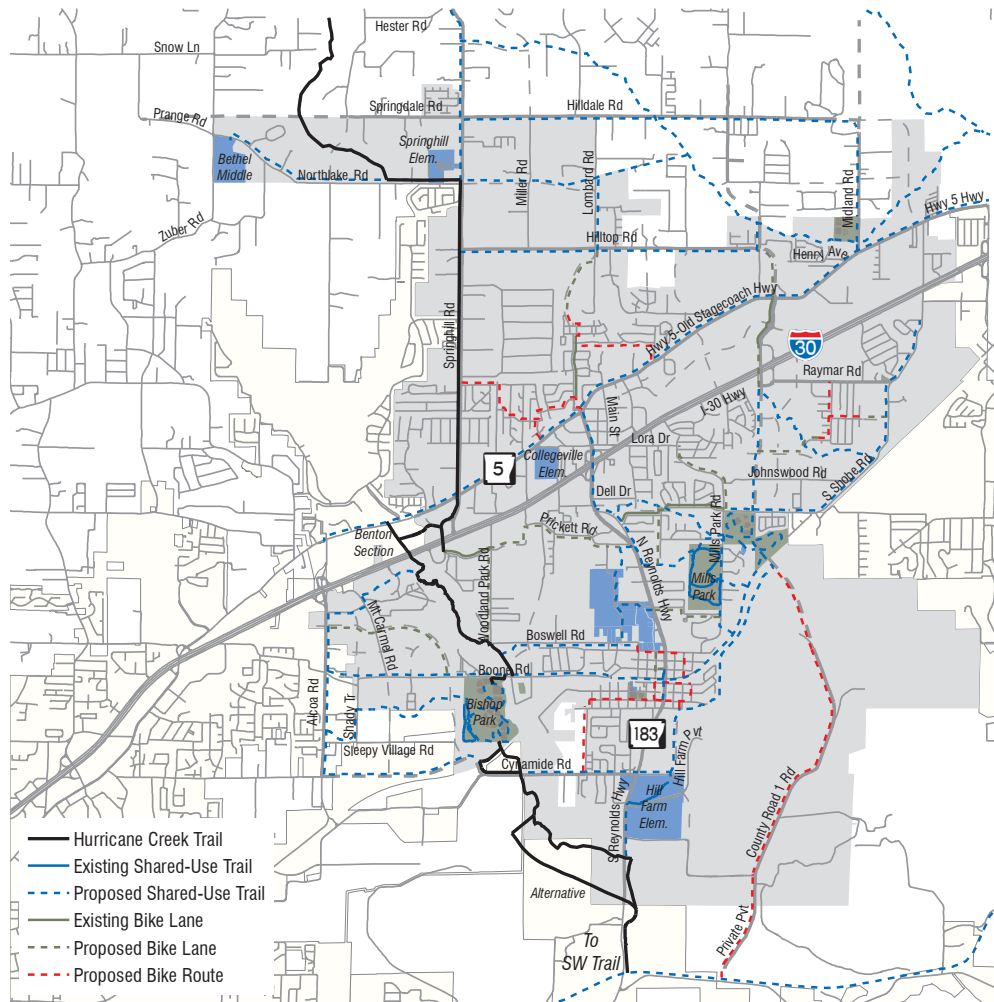 Hester Rd
Snow Ln
Springdale Rd
Hilldale Rd
Prange Rd
Springhill
Elem.
Bethel
Middle
Northlake Rd
Miller Rd
Lombard Rd
Midland Rd
Hwy 5 Hwy
Zuber Rd
Hilltop Rd
Henry Ave
Springhill Rd
Hwy 5-Old Stagecoach Hwy
30
Raymar Rd
I-30 Hwy
Main St
Lora Dr
5
Collegeville
Elem.
Johnswood Rd
S Shobe Rd
Dell Dr
Mills Park Rd
Prickett Rd
Benton
Section
N Reynolds Hwy
Mills
Park
Woodland Park Rd
Mt Carmel Rd
Boswell Rd
Boone Rd
Alcoa Rd
Shady Tr
Bishop
Park
183
Hill Farm Pvt
Sleepy Village Rd
Cynamide Rd
Hill
Farm
Elem.
S Reynolds Hwy
County Road 1 Rd
Alternative
Private Pvt
To
SW Trail
Hurricane Creek Trail
Existing Shared-Use Trail
Proposed Shared-Use Trail
Existing Bike Lane
Proposed Bike Lane
Proposed Bike Route